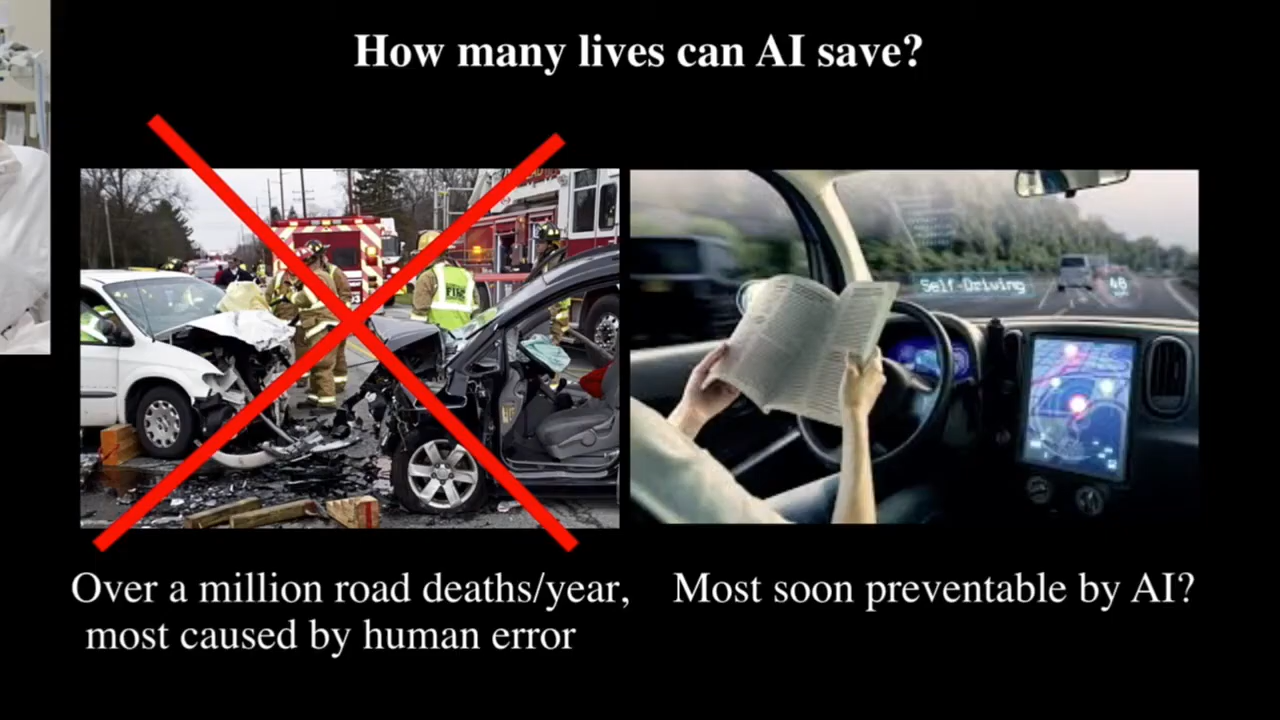 How many lives can AI save?
FIRE
Self-Driving
46
Over a million road deaths/year,
most caused by human error
Most soon preventable by AI?